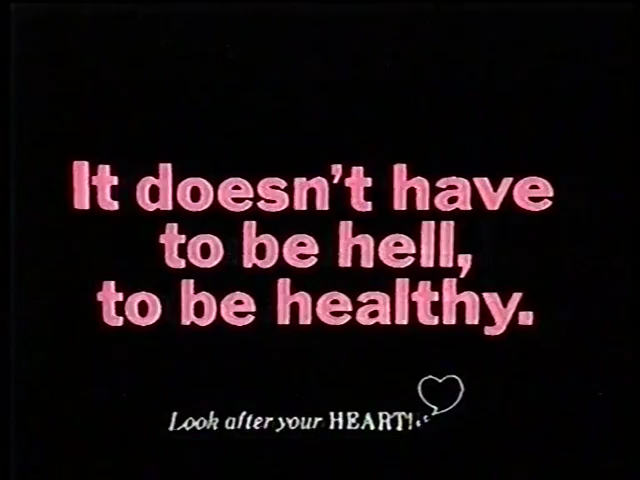 It doesn't have
to be hell,
to be healthy.
Look after your HEART!